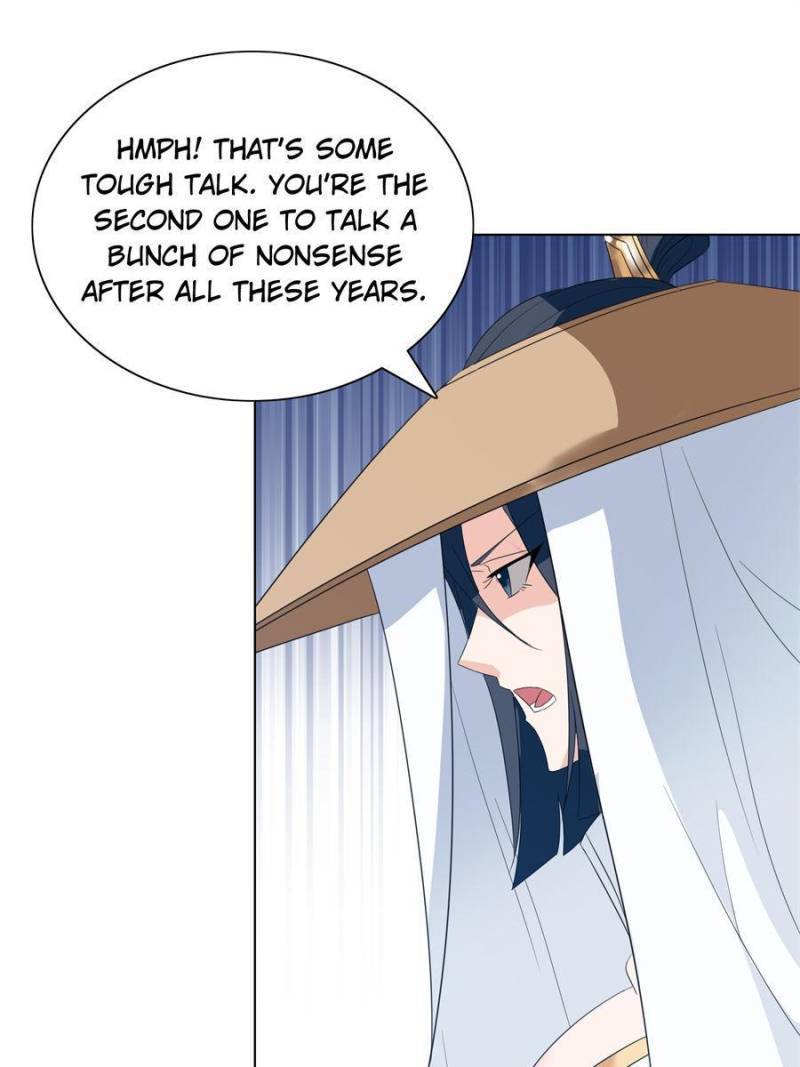 HMPH! THAT'S SOME
TOUGH TALK. YOU'RE THE
SECOND ONE TO TALK A
BUNCH OF NONSENSE
AFTER ALL THESE YEARS.